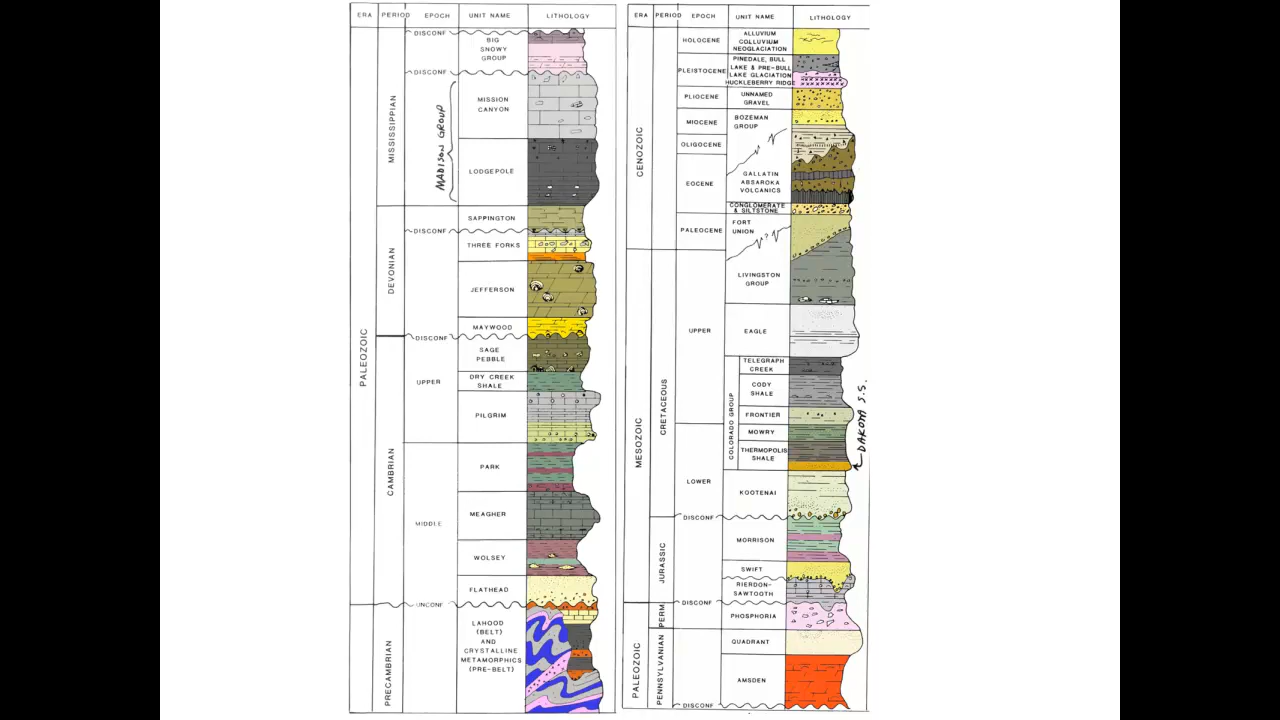 ERA PERIOD EPOCH UNIT NAME LITHOLOGY
DISCONF
BIG
SNOWY
GROUP
DISCONF
MISSISSIPPIAN
MADISON GROUP
MISSION
CANYON
LODGEPOLE
SAPPINGTON
DISCONF
THREE FORKS
DEVONIAN
JEFFERSON
MAYWOOD
DISCONF
PALEOZOIC
SAGE
PEBBLE
UPPER
DRY CREEK
SHALE
PILGRIM
CAMBRIAN
PARK
MEAGHER
MIDDLE
WOLSEY
FLATHEAD
UNCONF
PRECAMBRIAN
LAHOOD
(BELT)
AND
CRYSTALLINE
METAMORPHICS
(PRE-BELT)
ERA PERIOD EPOCH UNIT NAME LITHOLOGY
CENOZOIC
HOLOCENE
ALLUVIUM
COLLUVIUM
NEOGLACIATION
PLEISTOCENE
PINEDALE, BULL
LAKE & PRE-BULL
LAKE GLACIATION
HUCKLEBERRY RIDGE
PLIOCENE
UNNAMED
GRAVEL
MIOCENE
BOZEMAN
GROUP
OLIGOCENE
EOCENE
GALLATIN
ABSAROKA
VOLCANICS
CONGLOMERATE
& SILTSTONE
PALEOCENE
FORT
UNION
?
LIVINGSTON
GROUP
MESOZOIC
CRETACEOUS
UPPER
EAGLE
COLORADO GROUP
TELEGRAPH
CREEK
CODY
SHALE
FRONTIER
MOWRY
THERMOPOLIS
SHALE
DAKOTA S.S.
LOWER
KOOTENAI
DISCONF
JURASSIC
MORRISON
SWIFT
RIERDON-
SAWTOOTH
DISCONF
PERM
PHOSPHORIA
PALEOZOIC
PENNSYLVANIAN
QUADRANT
AMSDEN
DISCONF